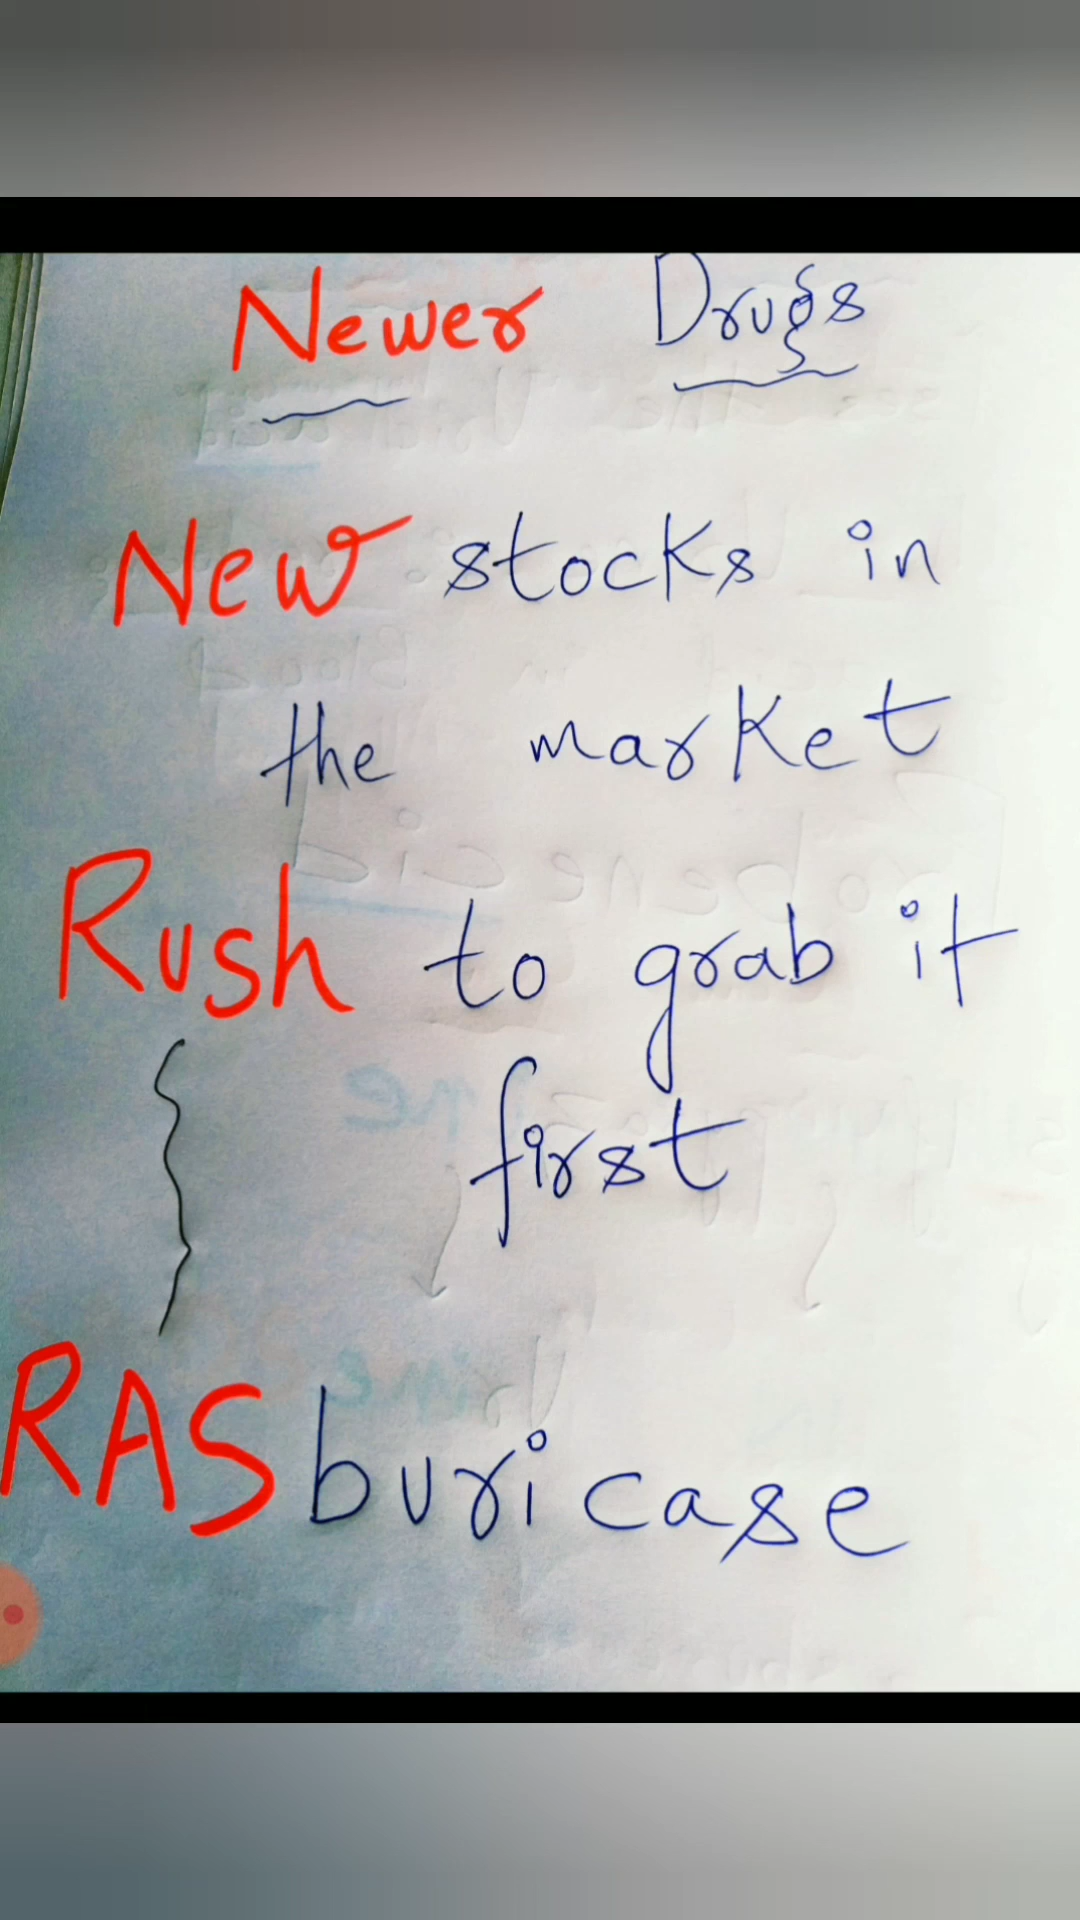 Newer Drugs
New stocks in
the market
Rush to grab it
first
RASburicase